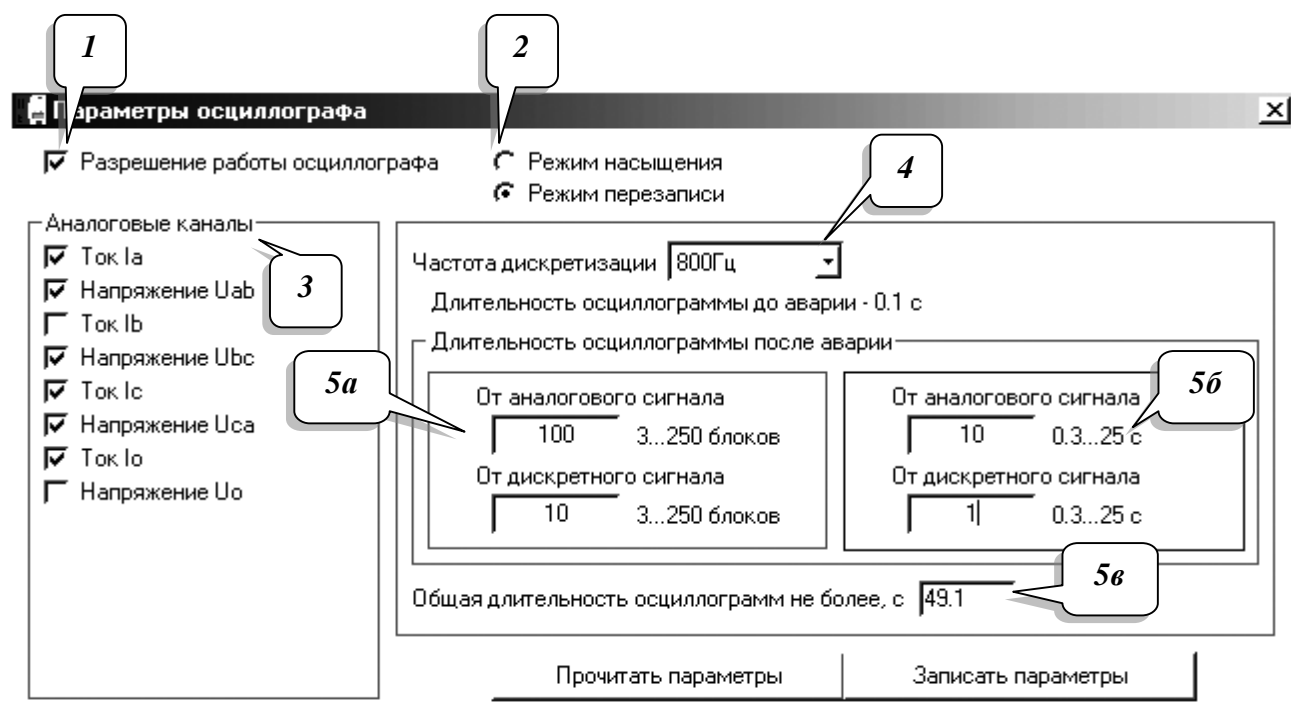 1
2
Параметры осциллографа
Разрешение работы осциллографа
Режим насыщения
Режим перезаписи
4
Аналоговые каналы
Ток Ia
Напряжение Uab
Ток Ib
Напряжение Ubc
Ток Ic
Напряжение Uca
Ток Io
Напряжение Uo
3
Частота дискретизации 800Гц
Длительность осциллограммы до аварии - 0.1 с
Длительность осциллограммы после аварии
5а
От аналогового сигнала
100 3...250 блоков
От дискретного сигнала
10 3...250 блоков
5б
От аналогового сигнала
10 0.3...25 с
От дискретного сигнала
1 0.3...25 с
5в
Общая длительность осциллограмм не более, с 49.1
Прочитать параметры
Записать параметры